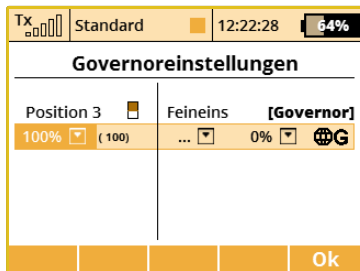 Tx Standard 12:22:28 64%
Governoreinstellungen
Position 3 Feineins [Governor]
100% ( 100) ... 0% G
Ok